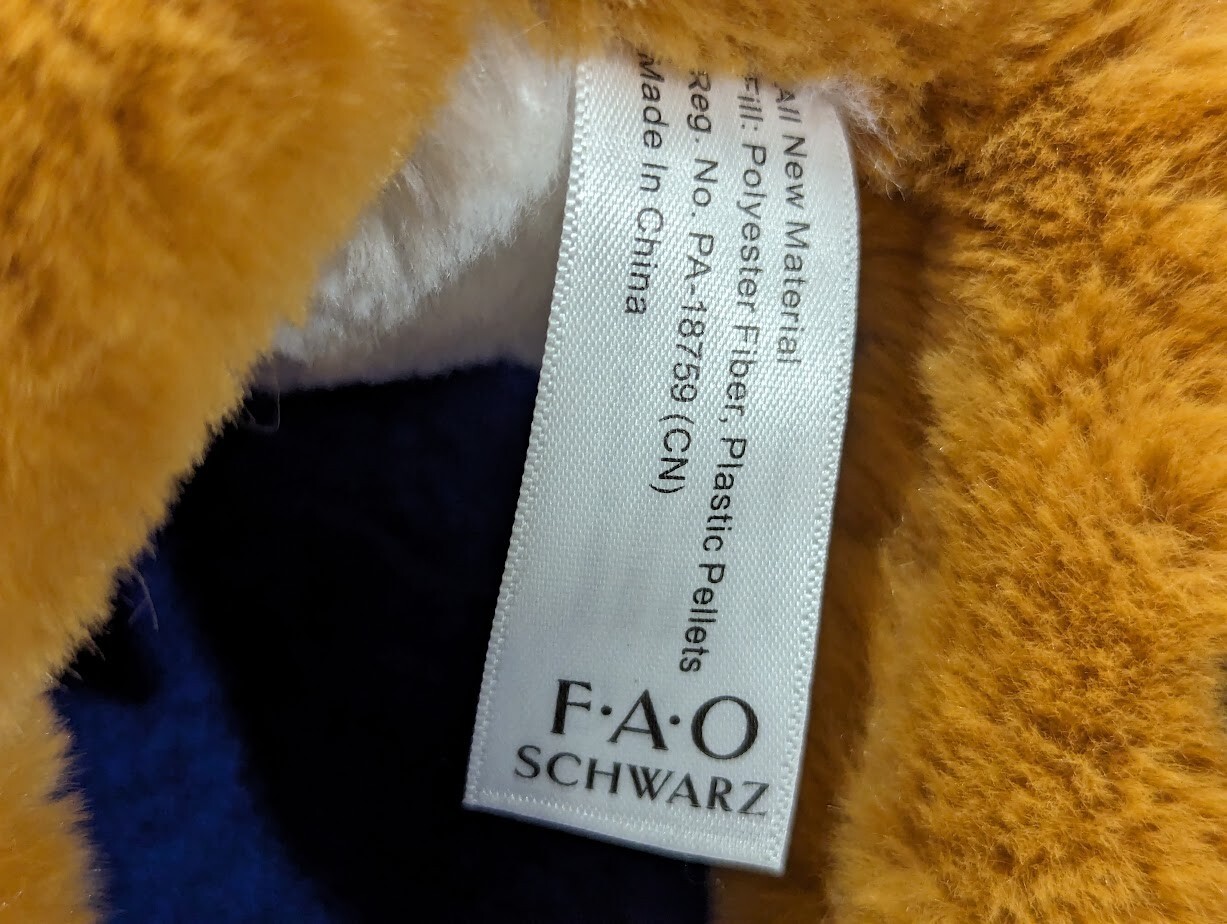 All New Material
Fill: Polyester Fiber, Plastic Pellets
Reg. No. PA-18759 (CN)
Made In China
F·A·O
SCHWARZ